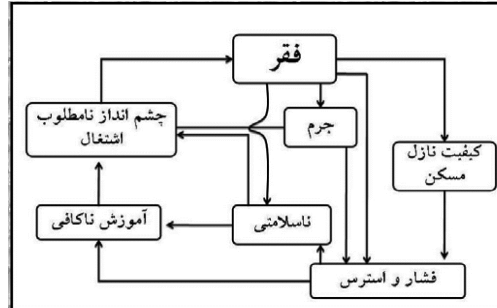 فقر
چشم انداز نامطلوب
اشتغال
جرم
کیفیت نازل
مسکن
آموزش ناکافی
ناسلامتی
فشار و استرس